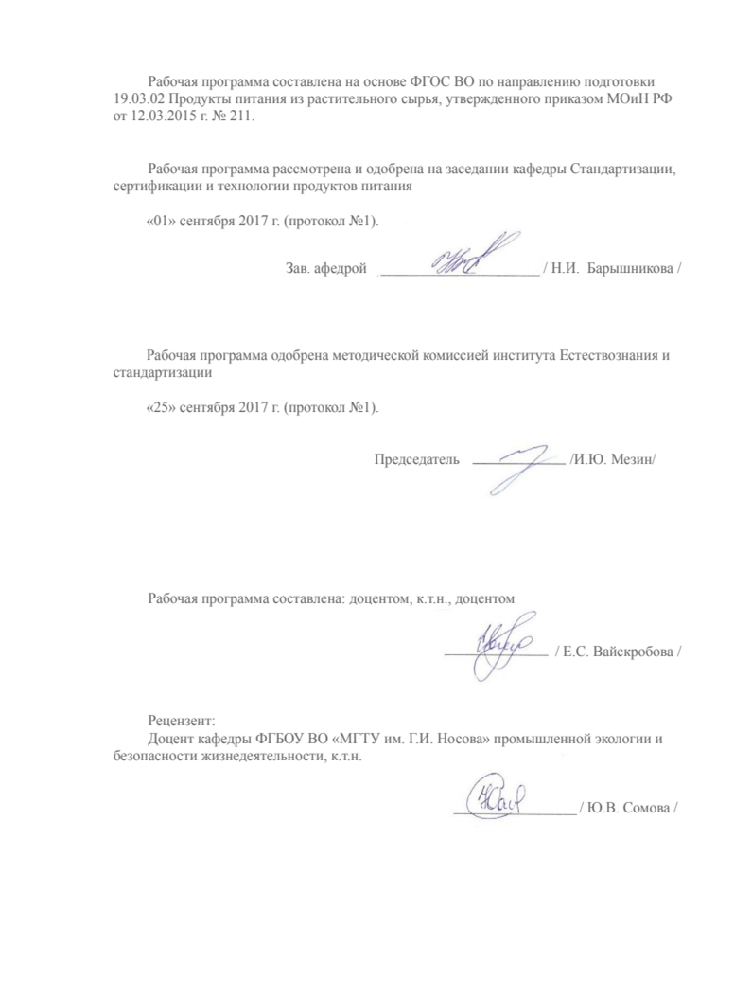 Рабочая программа составлена на основе ФГОС ВО по направлению подготовки
19.03.02 Продукты питания из растительного сырья, утвержденного приказом МОиН РФ
от 12.03.2015 г. № 211.
Рабочая программа рассмотрена и одобрена на заседании кафедры Стандартизации,
сертификации и технологии продуктов питания
«01» сентября 2017 г. (протокол №1).
Зав. афедрой / Н.И. Барышникова /
Рабочая программа одобрена методической комиссией института Естествознания и
стандартизации
«25» сентября 2017 г. (протокол №1).
Председатель /И.Ю. Мезин/
Рабочая программа составлена: доцентом, к.т.н., доцентом
/ Е.С. Вайскробова /
Рецензент:
Доцент кафедры ФГБОУ ВО «МГТУ им. Г.И. Носова» промышленной экологии и
безопасности жизнедеятельности, к.т.н.
/ Ю.В. Сомова /